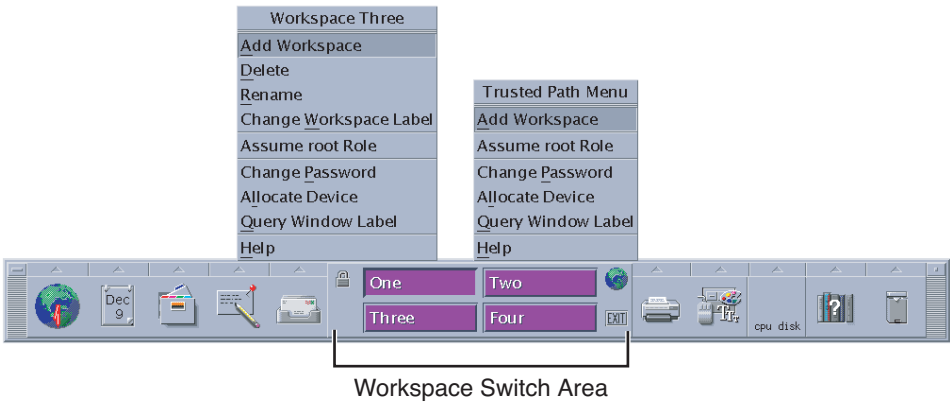 Workspace Three
Add Workspace
Delete
Rename
Change Workspace Label
Assume root Role
Change Password
Allocate Device
Query Window Label
Help
Trusted Path Menu
Add Workspace
Assume root Role
Change Password
Allocate Device
Query Window Label
Help
Dec
9
One
Two
Three
Four
EXIT
cpu disk
?
Workspace Switch Area